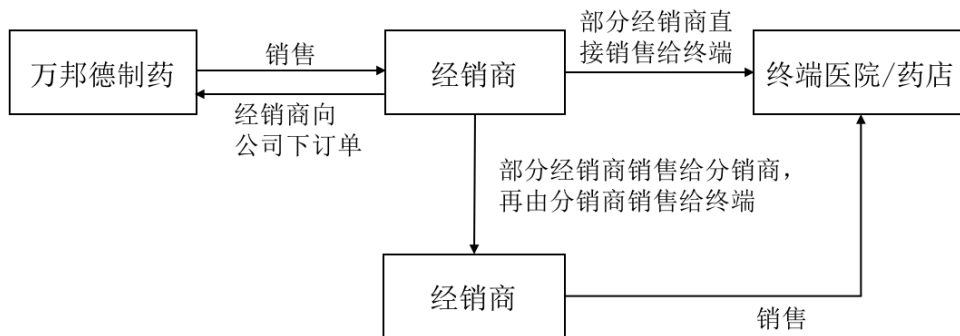 万邦德制药
销售
经销商向
公司下订单
经销商
部分经销商直
接销售给终端
终端医院/药店
部分经销商销售给分销商，
再由分销商销售给终端
经销商
销售